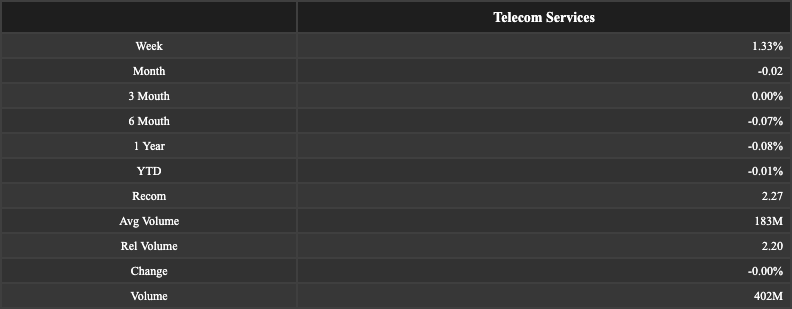 Telecom Services
Week 1.33%
Month -0.02
3 Mouth 0.00%
6 Mouth -0.07%
1 Year -0.08%
YTD -0.01%
Recom 2.27
Avg Volume 183M
Rel Volume 2.20
Change -0.00%
Volume 402M